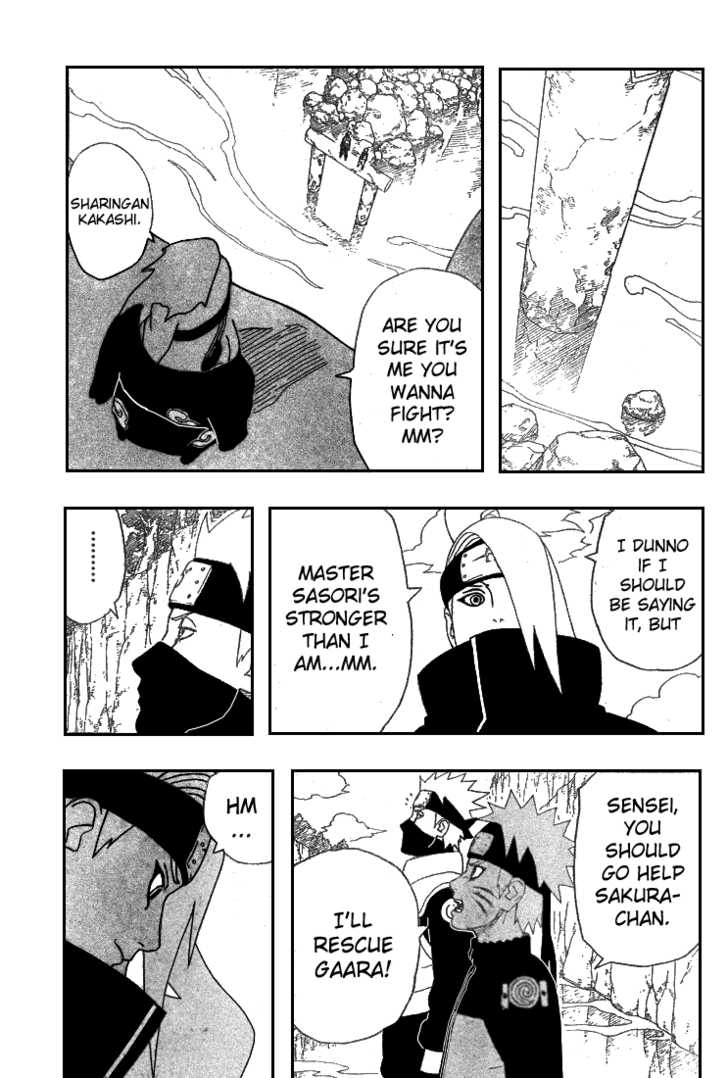 SHARINGAN
KAKASHI.
ARE YOU
SURE IT'S
ME YOU
WANNA
FIGHT?
MM?
I DUNNO
IF I
SHOULD
BE SAYING
IT, BUT
MASTER
SASORI'S
STRONGER
THAN I
AM...MM.
.........
SENSEI,
YOU
SHOULD
GO HELP
SAKURA-
CHAN.
I'LL
RESCUE
GAARA!
HM
...